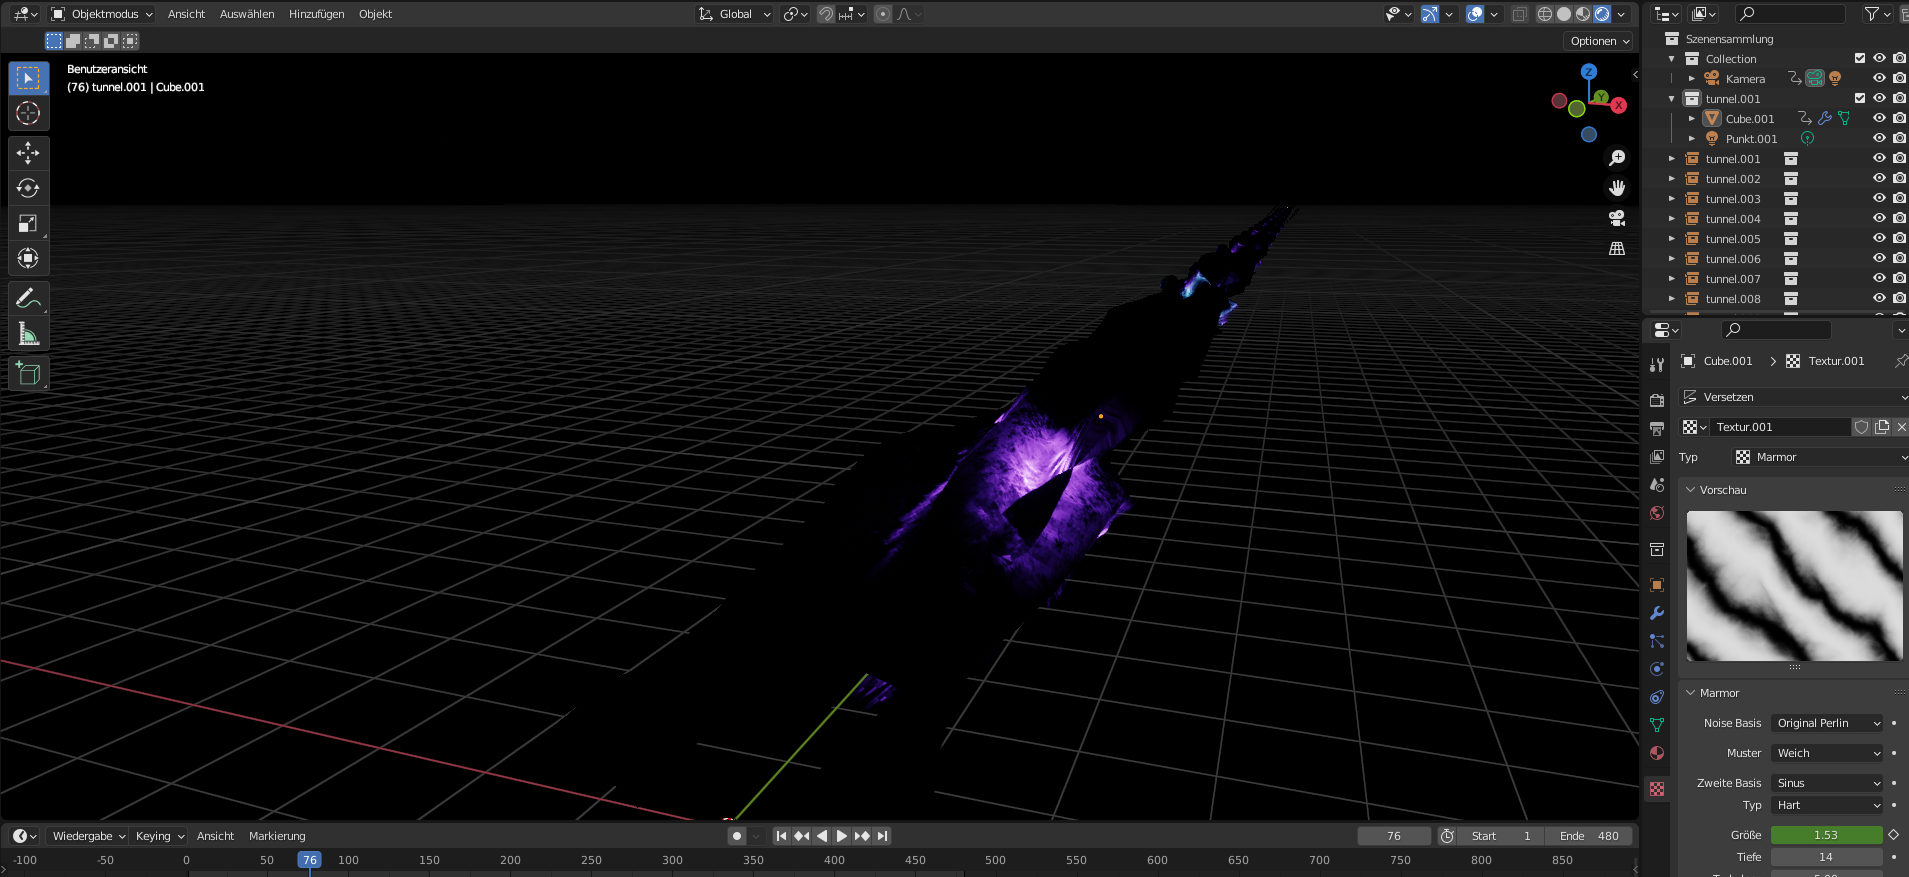 Objektmodus Ansicht Auswählen Hinzufügen Objekt Global
Optionen
Benutzeransicht
(76) tunnel.001 | Cube.001
Z
Y
X
Szenensammlung
Collection
Kamera
tunnel.001
Cube.001
Punkt.001
tunnel.001
tunnel.002
tunnel.003
tunnel.004
tunnel.005
tunnel.006
tunnel.007
tunnel.008
Cube.001 Textur.001
Versetzen
Textur.001
Typ Marmor
Vorschau
Marmor
Noise Basis Original Perlin
Muster Weich
Zweite Basis Sinus
Typ Hart
Größe 1.53
Tiefe 14
Wiedergabe Keying Ansicht Markierung 76 Start 1 Ende 480
-100 -50 0 50 76 100 150 200 250 300 350 400 450 500 550 600 650 700 750 800 850